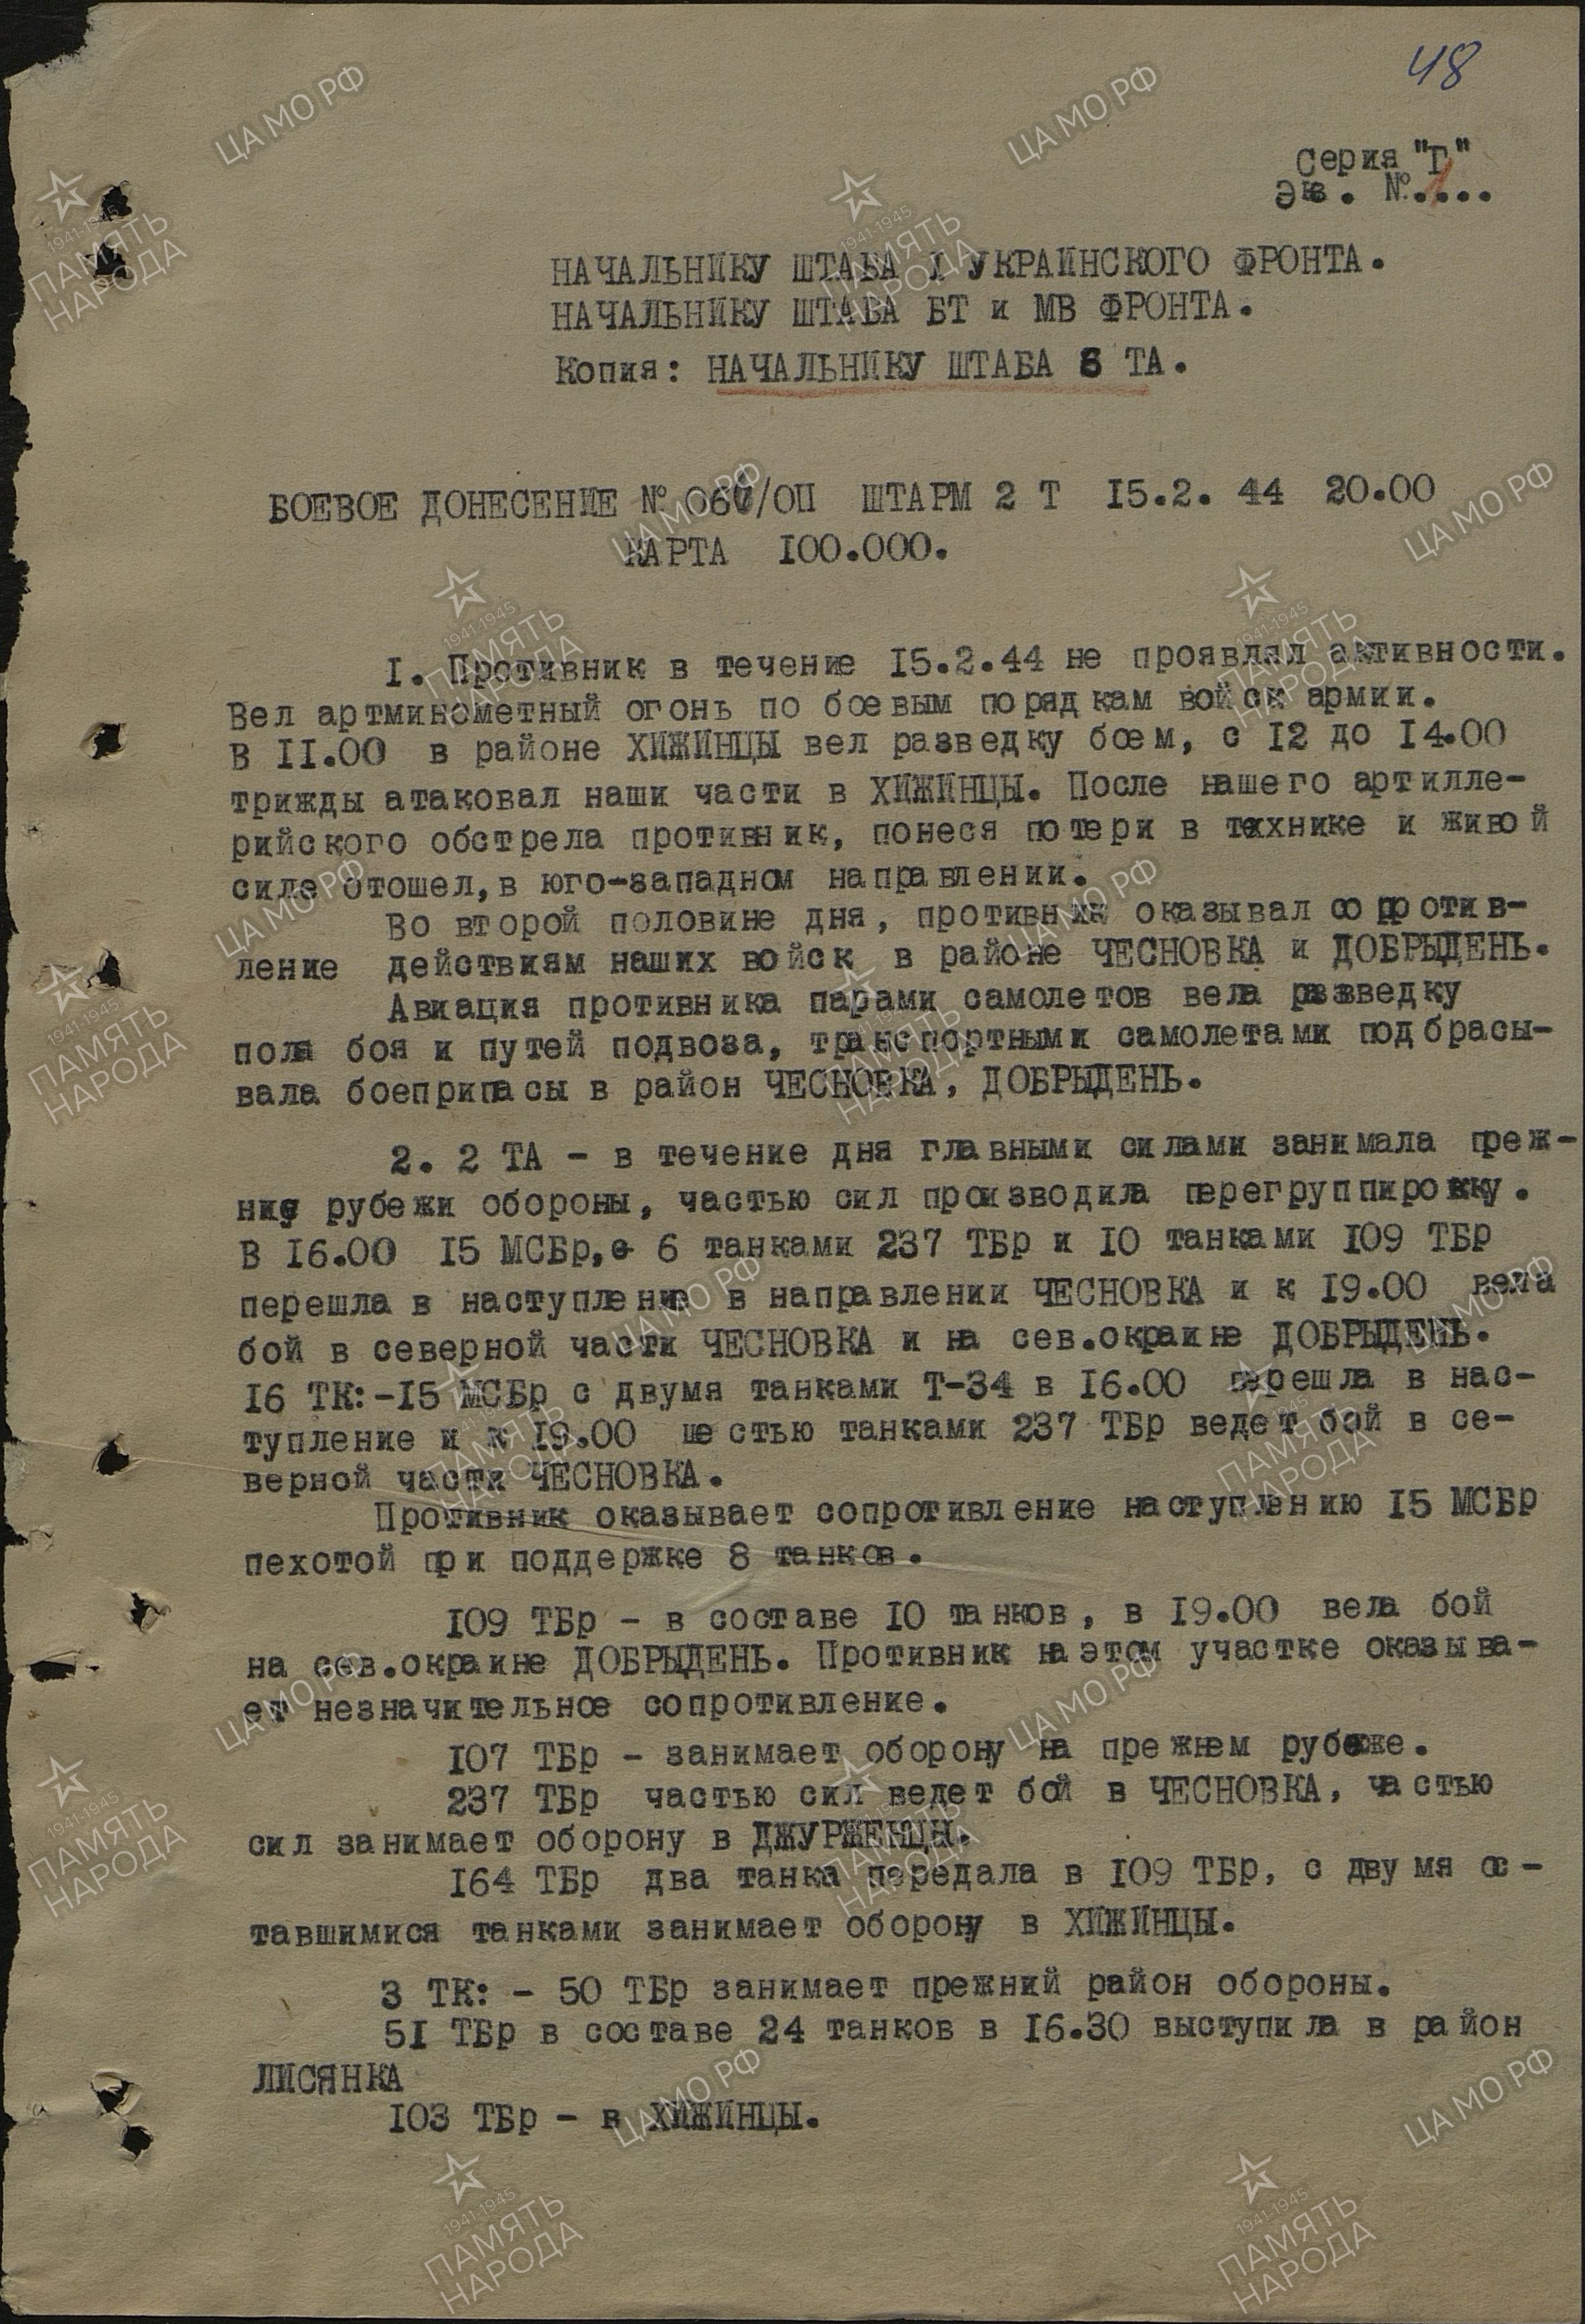 48
Серия "Г"
Экз. №....
НАЧАЛЬНИКУ ШТАБА I УКРАИНСКОГО ФРОНТА.
НАЧАЛЬНИКУ ШТАБА БТ и МВ ФРОНТА.
Копия: НАЧАЛЬНИКУ ШТАБА 6 ТА.
БОЕВОЕ ДОНЕСЕНИЕ № /ОП ШТАРМ 2 Т 15.2. 44 20.00
КАРТА 100.000.
I. Противник в течение 15.2.44 не проявлял активности.
Вел артминометный огонь по боевым порядкам войск армии.
В II.00 в районе ХИЖИНЦЫ вел разведку боем, с 12 до 14.00
трижды атаковал наши части в ХИЖИНЦЫ. После нашего артилле-
рийского обстрела противник, понеся потери в технике и живой
силе отошел, в юго-западном направлении.
Во второй половине дня, противник оказывал сопротив-
ление действиям наших войск в районе ЧЕСНОВКА и ДОБРЫДЕНЬ.
Авиация противника парами самолетов вела разведку
поля боя и путей подвоза, транспортными самолетами подбрасы-
вала боеприпасы в район ЧЕСНОВКА, ДОБРЫДЕНЬ.
2. 2 ТА - в течение дня главными силами занимала преж-
ние рубежи обороны, частью сил производила перегруппировку.
В 16.00 15 МСБр, с 6 танками 237 ТБр и 10 танками 109 ТБр
перешла в наступление в направлении ЧЕСНОВКА и к 19.00 вела
бой в северной части ЧЕСНОВКА и на сев.окраине ДОБРЫДЕНЬ.
16 ТК:-15 МСБр с двумя танками Т-34 в 16.00 перешла в нас-
тупление и к 19.00 шестью танками 237 ТБр ведет бой в се-
верной части ЧЕСНОВКА.
Противник оказывает сопротивление наступлению 15 МСБр
пехотой при поддержке 8 танков.
109 ТБр - в составе 10 танков, в 19.00 вела бой
на сев.окраине ДОБРЫДЕНЬ. Противник на этом участке оказыва-
ет незначительное сопротивление.
107 ТБр - занимает оборону на прежнем рубеже.
237 ТБр частью сил ведет бой в ЧЕСНОВКА, частью
сил занимает оборону в ДЖУРЖЕНЦЫ.
164 ТБр два танка передала в 109 ТБр, с двумя ос-
тавшимися танками занимает оборону в ХИЖИНЦЫ.
3 ТК: - 50 ТБр занимает прежний район обороны.
51 ТБр в составе 24 танков в 16.30 выступила в район
ЛИСЯНКА
103 ТБр - в ХИЖИНЦЫ.